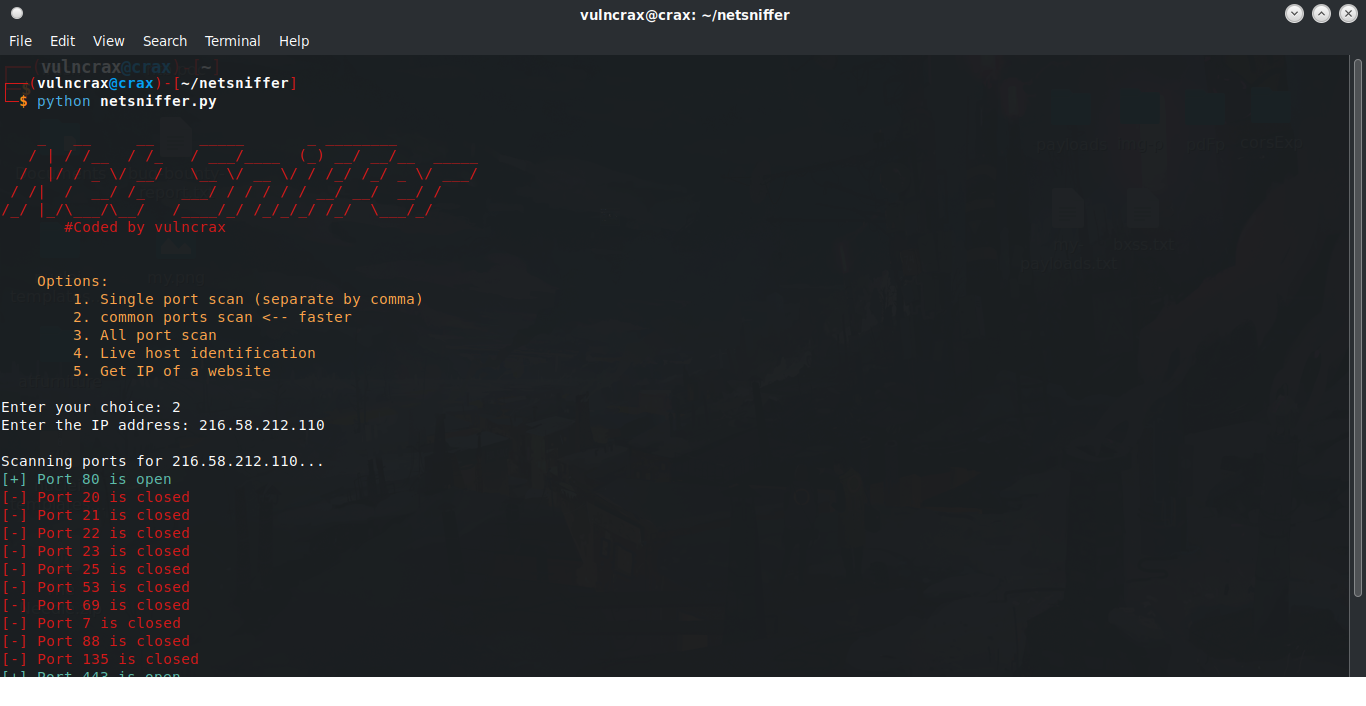 vulncrax@crax: ~/netsniffer
File Edit View Search Terminal Help
(vulncrax@crax)-[~
(vulncrax@crax)-[~/netsniffer]
$ python netsniffer.py
Net Sniffer
#Coded by vulncrax
Options:
1. Single port scan (separate by comma)
2. common ports scan <-- faster
3. All port scan
4. Live host identification
5. Get IP of a website
Enter your choice: 2
Enter the IP address: 216.58.212.110
Scanning ports for 216.58.212.110...
[+] Port 80 is open
[-] Port 20 is closed
[-] Port 21 is closed
[-] Port 22 is closed
[-] Port 23 is closed
[-] Port 25 is closed
[-] Port 53 is closed
[-] Port 69 is closed
[-] Port 7 is closed
[-] Port 88 is closed
[-] Port 135 is closed
[+] Port 443 is open